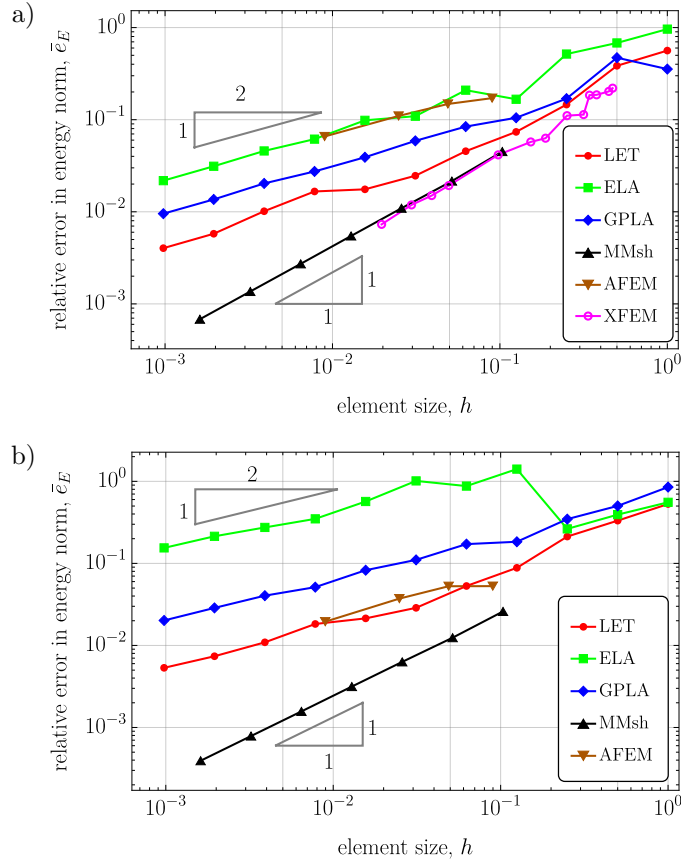 a)
relative error in energy norm, ē_E
10^0
10^−1
10^−2
10^−3
2
1
1
1
LET
ELA
GPLA
MMsh
AFEM
XFEM
10^−3 10^−2 10^−1 10^0
element size, h
b)
relative error in energy norm, ē_E
10^0
10^−1
10^−2
10^−3
2
1
1
1
LET
ELA
GPLA
MMsh
AFEM
10^−3 10^−2 10^−1 10^0
element size, h